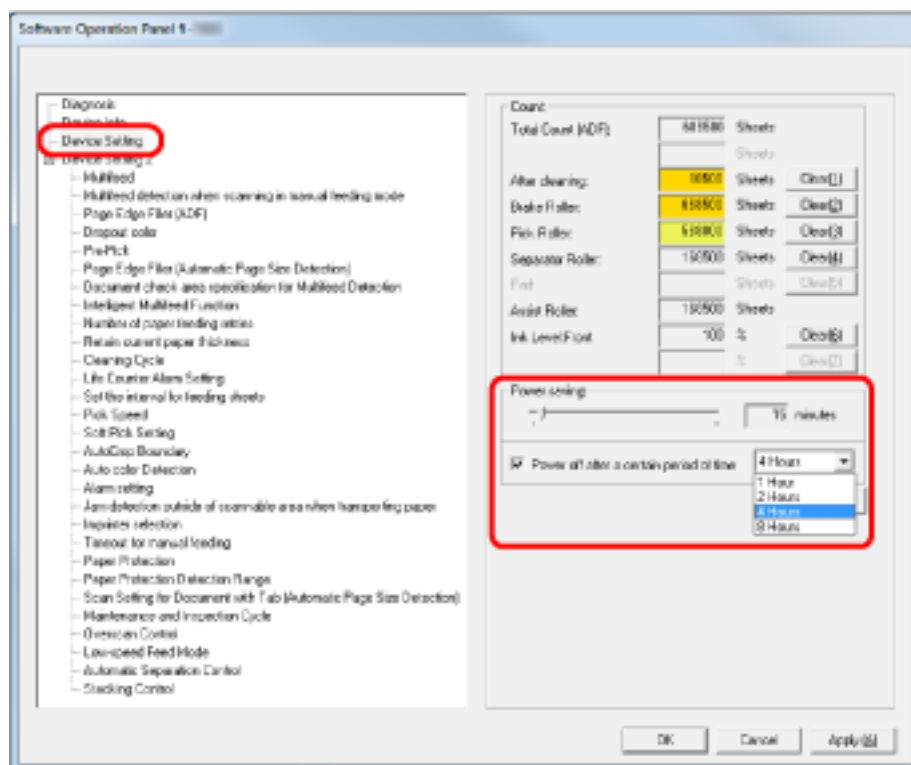 Software Operation Panel
Diagnosis
Device Info
Device Setting
Device Setting 2
Multifeed
Multifeed detection when scanning in manual feeding mode
Page Edge Filler (ADF)
Dropout color
Pre-Pick
Page Edge Filler (Automatic Page Size Detection)
Document check area specification for Multifeed Detection
Intelligent Multifeed Function
Number of paper feeding retries
Retain current paper thickness
Cleaning Cycle
Life Counter Alarm Setting
Set the interval for feeding sheets
Pick Speed
Soft Pick Setting
AutoCrop Boundary
Auto color Detection
Alarm setting
Jam detection outside of scannable area when transporting paper
Imprinter selection
Timeout for manual feeding
Paper Protection
Paper Protection Detection Range
Scan Setting for Document with Tab (Automatic Page Size Detection)
Maintenance and Inspection Cycle
Overscan Control
Low-speed Feed Mode
Automatic Separation Control
Stacking Control
Count
Total Count (ADF): Sheets
Sheets
After cleaning: 10500 Sheets Clear(1)
Brake Roller: Sheets Clear(2)
Pick Roller: Sheets Clear(3)
Separator Roller: Sheets Clear(4)
Pad: Sheets Clear(5)
Assist Roller: Sheets
Ink Level:Front 100 % Clear(6)
% Clear(7)
Power saving
15 minutes
Power off after a certain period of time 4 Hours
1 Hour
2 Hours
4 Hours
8 Hours
OK Cancel Apply (A)